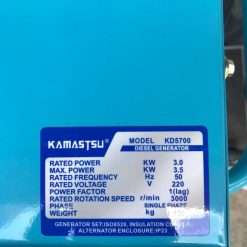 KAMASTSU MODEL KD5700
DIESEL GENERATOR
RATED POWER KW 3.0
MAX. POWER KW 3.5
RATED FREQUENCY Hz 50
RATED VOLTAGE V 220
POWER FACTOR 1(lag)
RATED ROTATION SPEED r/min 3000
PHASE SINGLE PHASE
WEIGHT kg
GENERATOR SET:ISO8528, INSULATION CLASS:F
ALTERNATOR ENCLOSURE:IP23